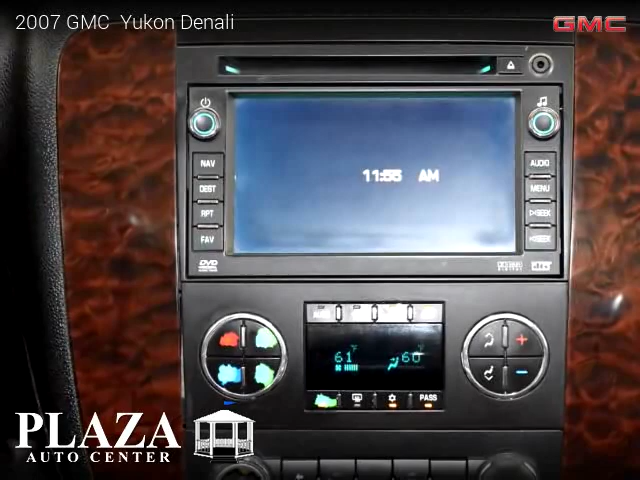 2007 GMC Yukon Denali
GMC
NAV
DEST
RPT
FAV
11:55 AM
AUDIO
MENU
SEEK
SEEK
DVD
61°F
60°F
PASS
PLAZA
AUTO CENTER